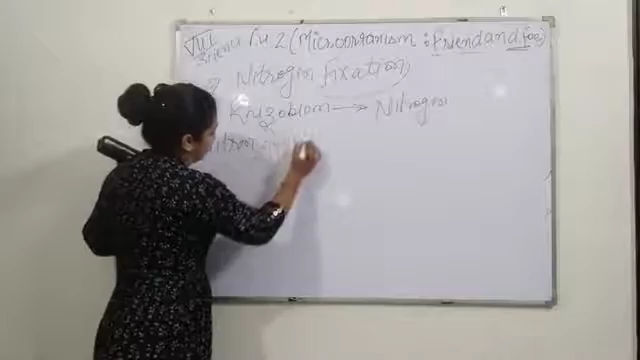 VIII Science Ch.2 (Microorganism : Friend and foe)
⇒ Nitrogen fixation)
Rhizobium → Nitrogen